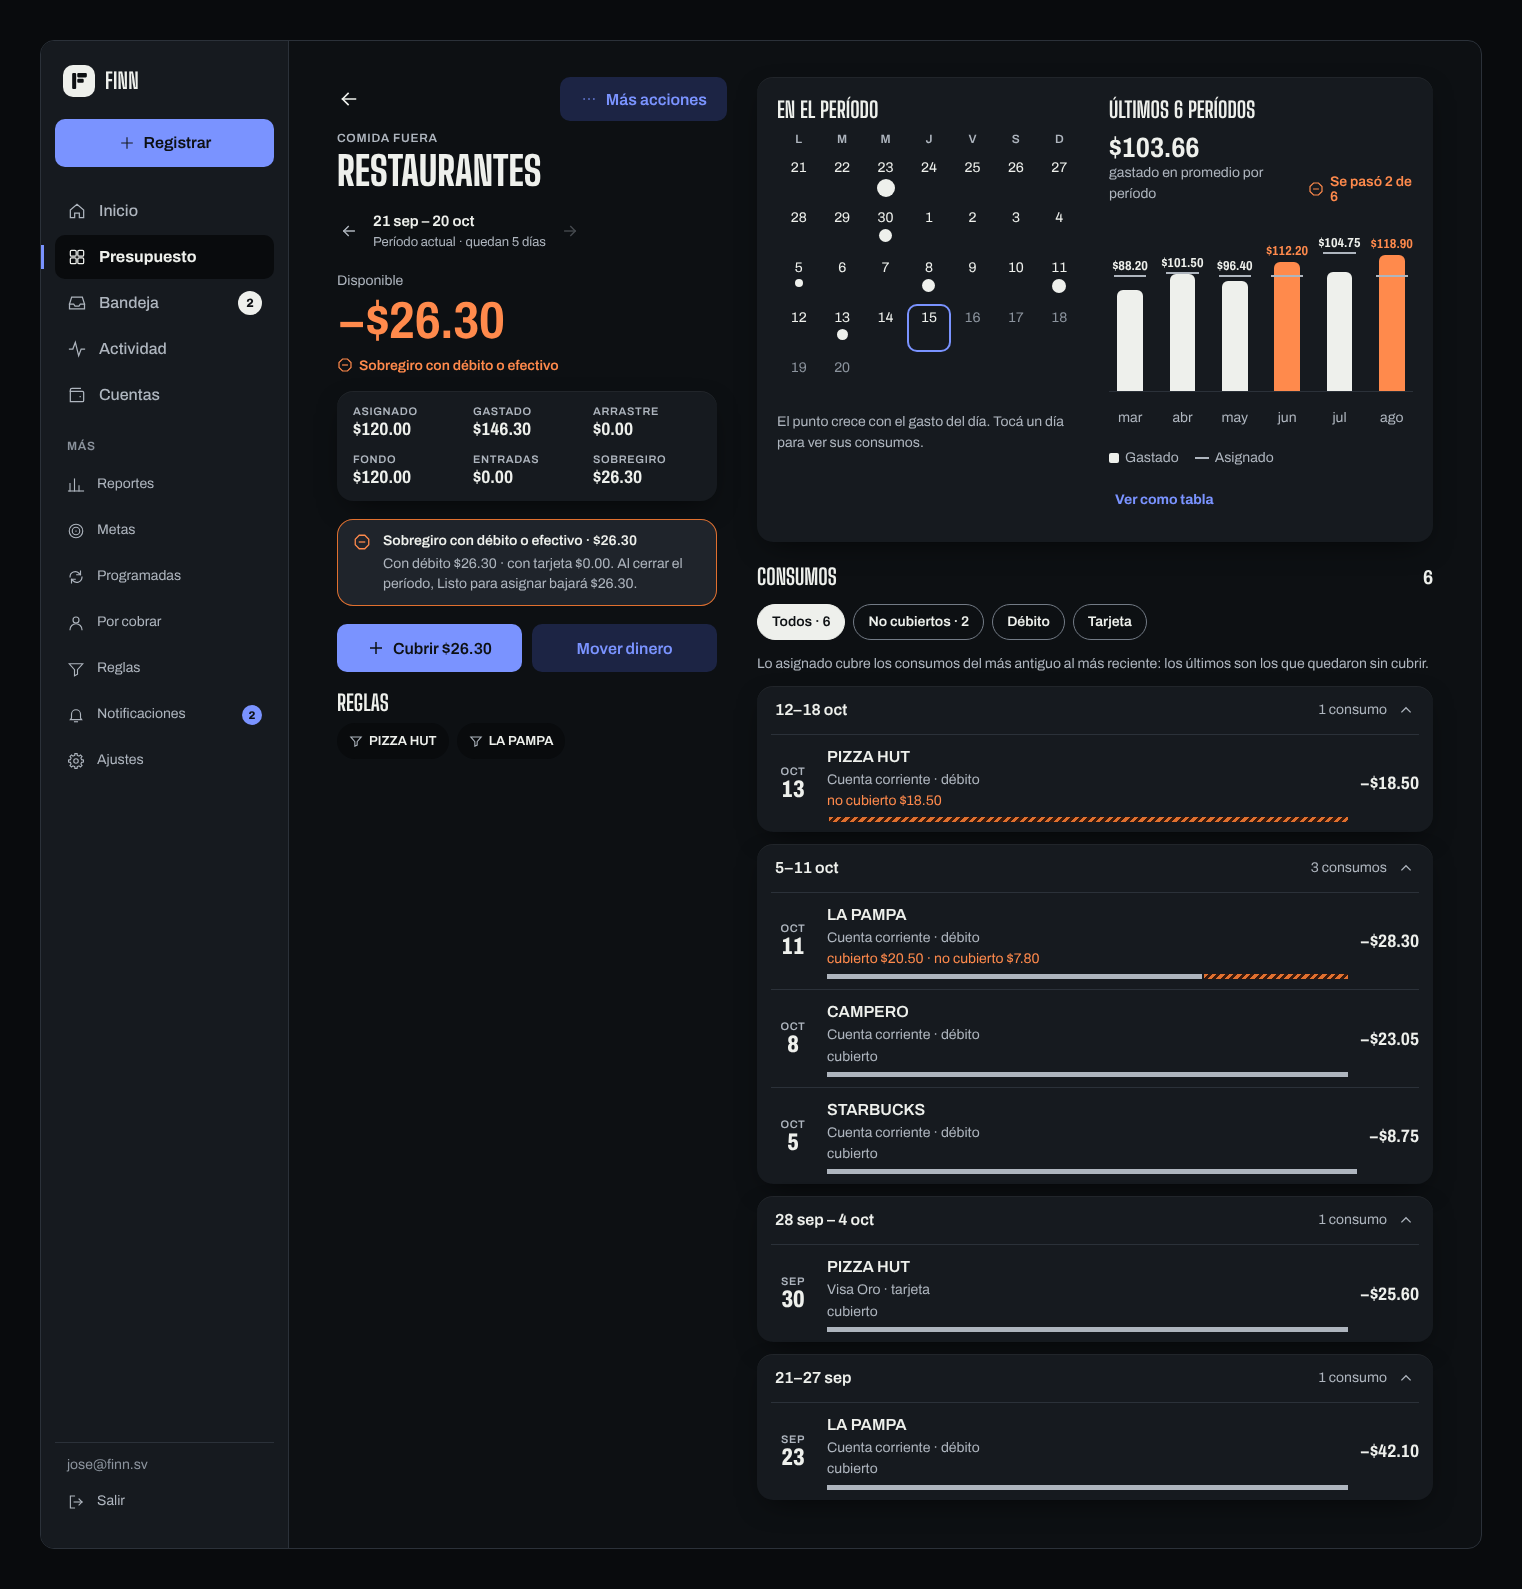 FINN
Registrar
Inicio
Presupuesto
Bandeja 2
Actividad
Cuentas
MÁS
Reportes
Metas
Programadas
Por cobrar
Reglas
Notificaciones 2
Ajustes
jose@finn.sv
Salir
Más acciones
COMIDA FUERA
RESTAURANTES
21 sep – 20 oct
Período actual · quedan 5 días
Disponible
–$26.30
Sobregiro con débito o efectivo
ASIGNADO GASTADO ARRASTRE
$120.00 $146.30 $0.00
FONDO ENTRADAS SOBREGIRO
$120.00 $0.00 $26.30
Sobregiro con débito o efectivo · $26.30
Con débito $26.30 · con tarjeta $0.00. Al cerrar el
período, Listo para asignar bajará $26.30.
Cubrir $26.30
Mover dinero
REGLAS
PIZZA HUT LA PAMPA
EN EL PERÍODO
L M M J V S D
21 22 23 24 25 26 27
28 29 30 1 2 3 4
5 6 7 8 9 10 11
12 13 14 15 16 17 18
19 20
El punto crece con el gasto del día. Tocá un día
para ver sus consumos.
ÚLTIMOS 6 PERÍODOS
$103.66
gastado en promedio por
período
Se pasó 2 de
6
$88.20 $101.50 $96.40 $112.20 $104.75 $118.90
mar abr may jun jul ago
Gastado Asignado
Ver como tabla
CONSUMOS 6
Todos · 6 No cubiertos · 2 Débito Tarjeta
Lo asignado cubre los consumos del más antiguo al más reciente: los últimos son los que quedaron sin cubrir.
12–18 oct 1 consumo
OCT
13
PIZZA HUT
Cuenta corriente · débito
no cubierto $18.50
–$18.50
5–11 oct 3 consumos
OCT
11
LA PAMPA
Cuenta corriente · débito
cubierto $20.50 · no cubierto $7.80
–$28.30
OCT
8
CAMPERO
Cuenta corriente · débito
cubierto
–$23.05
OCT
5
STARBUCKS
Cuenta corriente · débito
cubierto
–$8.75
28 sep – 4 oct 1 consumo
SEP
30
PIZZA HUT
Visa Oro · tarjeta
cubierto
–$25.60
21–27 sep 1 consumo
SEP
23
LA PAMPA
Cuenta corriente · débito
cubierto
–$42.10